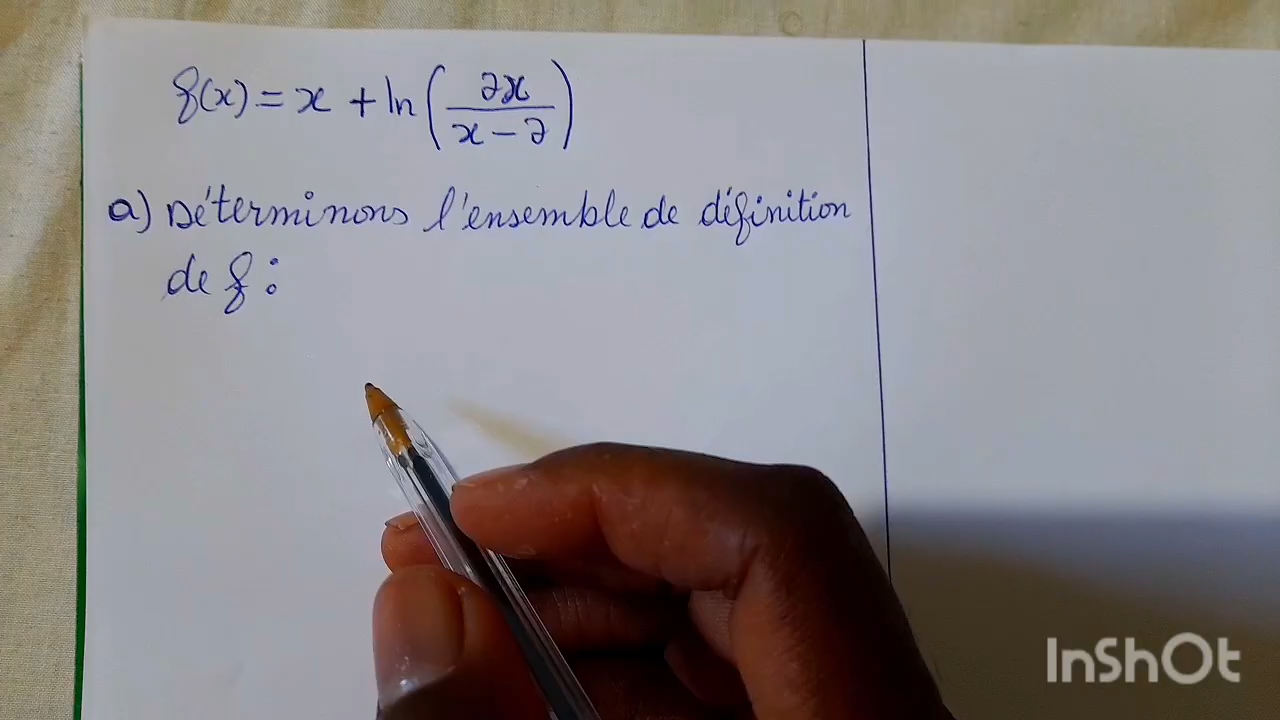 f(x) = x + ln(2x/(x-2))
a) Déterminons l'ensemble de définition
de f :
InShOt